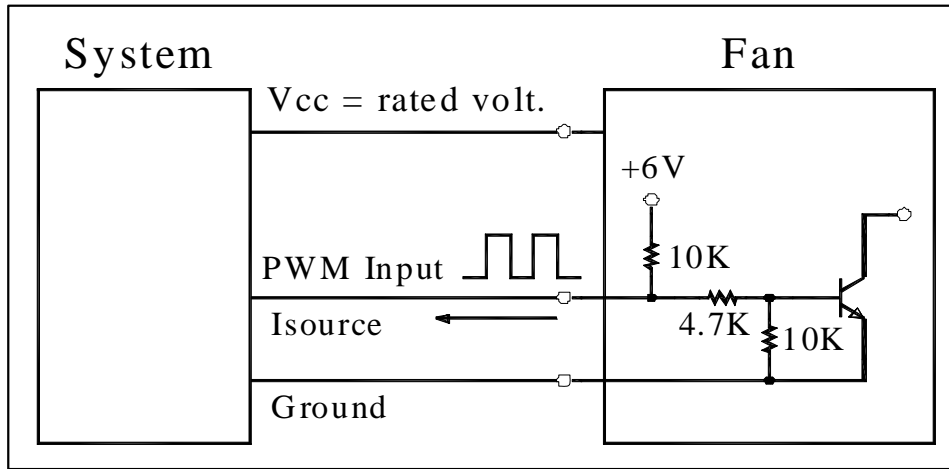 System
Fan
Vcc = rated volt.
+6V
10K
PWM Input
4.7K
Isource
10K
Ground